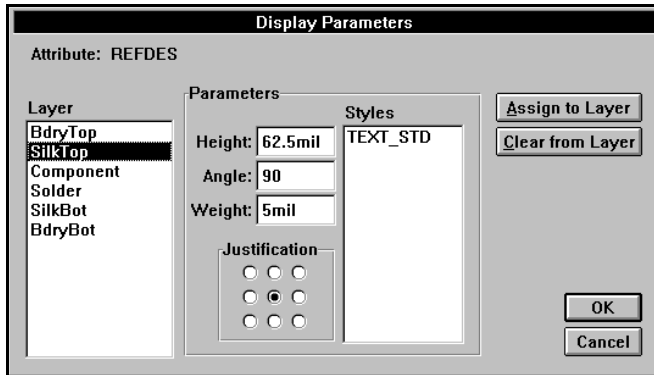 Display Parameters
Attribute: REFDES
Layer
BdryTop
SilkTop
Component
Solder
SilkBot
BdryBot
Parameters
Height: 62.5mil
Angle: 90
Weight: 5mil
Justification
Styles
TEXT_STD
Assign to Layer
Clear from Layer
OK
Cancel